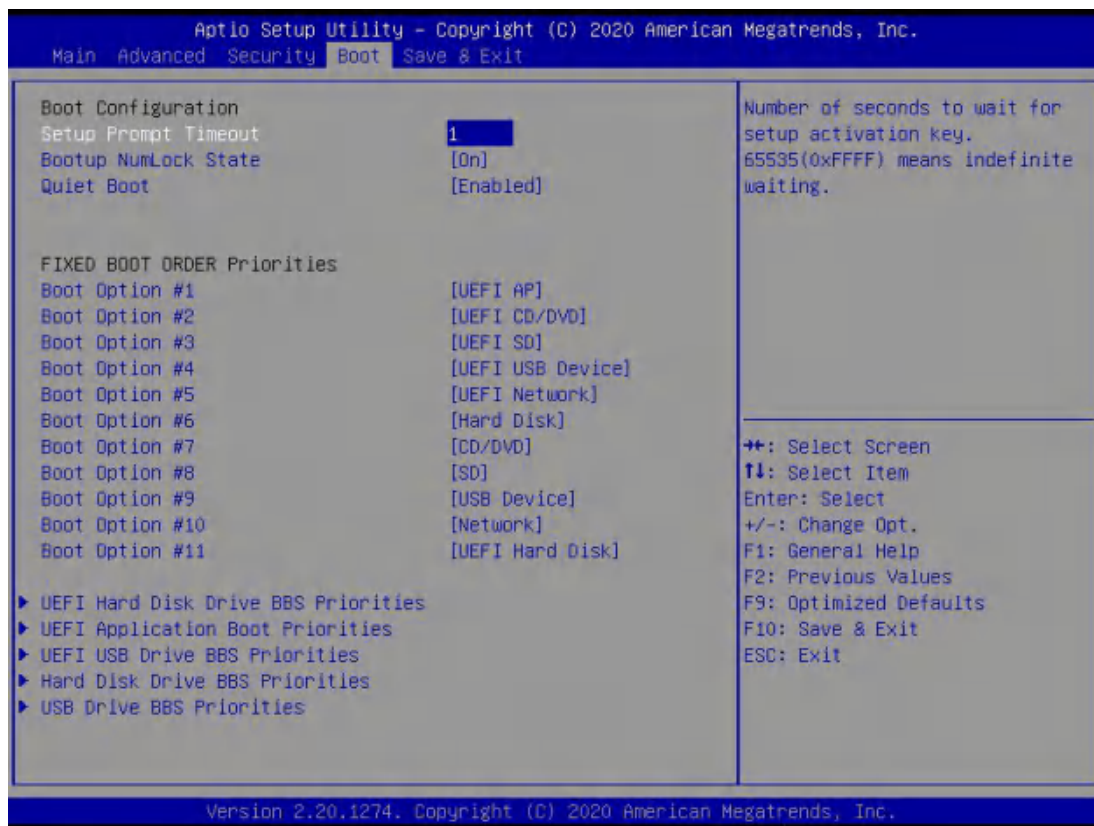 Aptio Setup Utility - Copyright (C) 2020 American Megatrends, Inc.
Main Advanced Security Boot Save & Exit
Boot Configuration
Setup Prompt Timeout 1
Bootup NumLock State [On]
Quiet Boot [Enabled]
FIXED BOOT ORDER Priorities
Boot Option #1 [UEFI AP]
Boot Option #2 [UEFI CD/DVD]
Boot Option #3 [UEFI SD]
Boot Option #4 [UEFI USB Device]
Boot Option #5 [UEFI Network]
Boot Option #6 [Hard Disk]
Boot Option #7 [CD/DVD]
Boot Option #8 [SD]
Boot Option #9 [USB Device]
Boot Option #10 [Network]
Boot Option #11 [UEFI Hard Disk]
UEFI Hard Disk Drive BBS Priorities
UEFI Application Boot Priorities
UEFI USB Drive BBS Priorities
Hard Disk Drive BBS Priorities
USB Drive BBS Priorities
Number of seconds to wait for
setup activation key.
65535(0xFFFF) means indefinite
waiting.
→←: Select Screen
↑↓: Select Item
Enter: Select
+/-: Change Opt.
F1: General Help
F2: Previous Values
F9: Optimized Defaults
F10: Save & Exit
ESC: Exit
Version 2.20.1274. Copyright (C) 2020 American Megatrends, Inc.